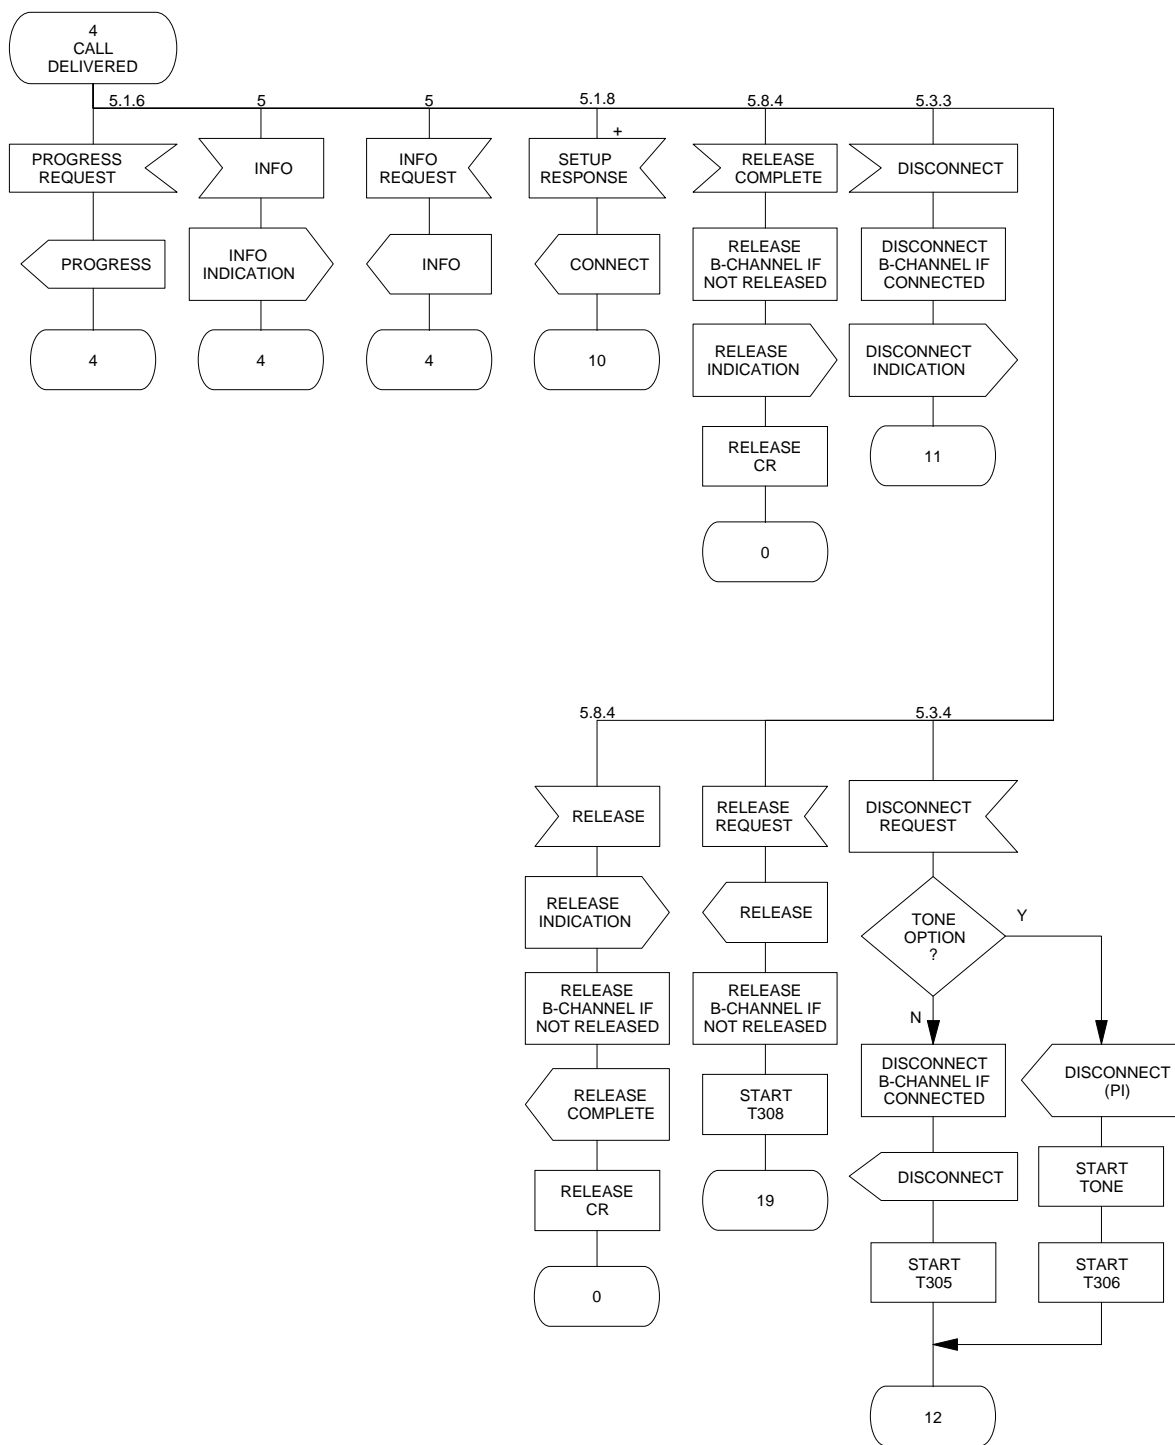 4
CALL
DELIVERED
5.1.6
5
5
5.1.8
5.8.4
5.3.3
+
PROGRESS
REQUEST
INFO
INFO
REQUEST
SETUP
RESPONSE
RELEASE
COMPLETE
DISCONNECT
PROGRESS
INFO
INDICATION
INFO
CONNECT
RELEASE
B-CHANNEL IF
NOT RELEASED
DISCONNECT
B-CHANNEL IF
CONNECTED
4
4
4
10
RELEASE
INDICATION
DISCONNECT
INDICATION
RELEASE
CR
11
0
5.8.4
5.3.4
RELEASE
RELEASE
REQUEST
DISCONNECT
REQUEST
RELEASE
INDICATION
RELEASE
TONE
OPTION
?
Y
RELEASE
B-CHANNEL IF
NOT RELEASED
RELEASE
B-CHANNEL IF
NOT RELEASED
N
DISCONNECT
B-CHANNEL IF
CONNECTED
DISCONNECT
(PI)
RELEASE
COMPLETE
START
T308
DISCONNECT
START
TONE
RELEASE
CR
19
START
T305
START
T306
0
12